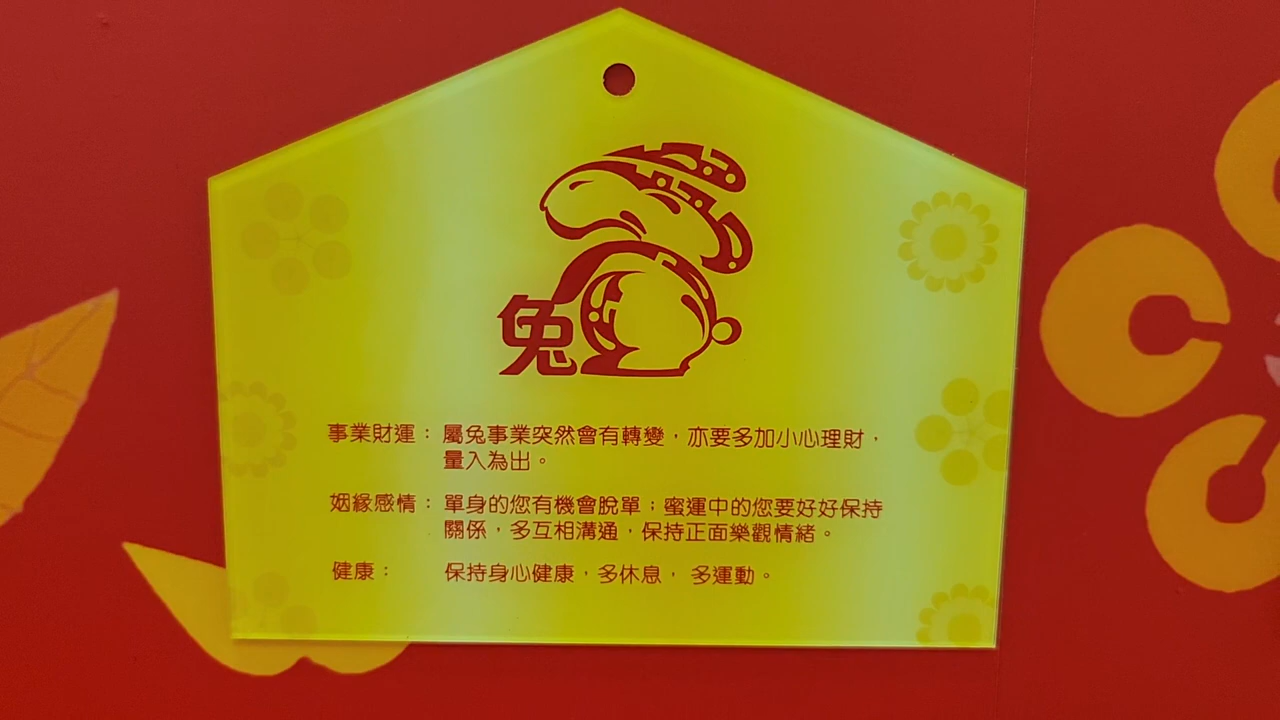 兔
事業財運： 屬兔事業突然會有轉變，亦要多加小心理財，
量入為出。
姻緣感情： 單身的您有機會脫單；蜜運中的您要好好保持
關係，多互相溝通，保持正面樂觀情緒。
健康： 保持身心健康，多休息， 多運動。